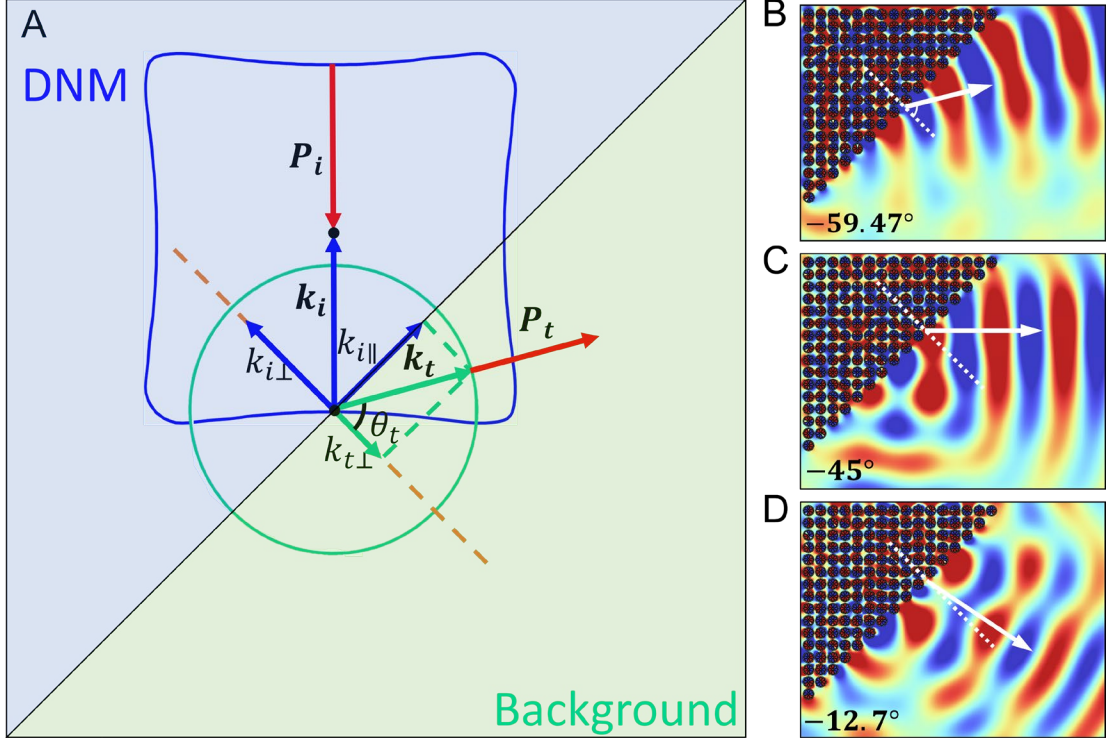 A
DNM
P_i
k_i
k_i∥
k_i⊥
k_t
P_t
θ_t
k_t⊥
Background
B
−59.47°
C
−45°
D
−12.7°